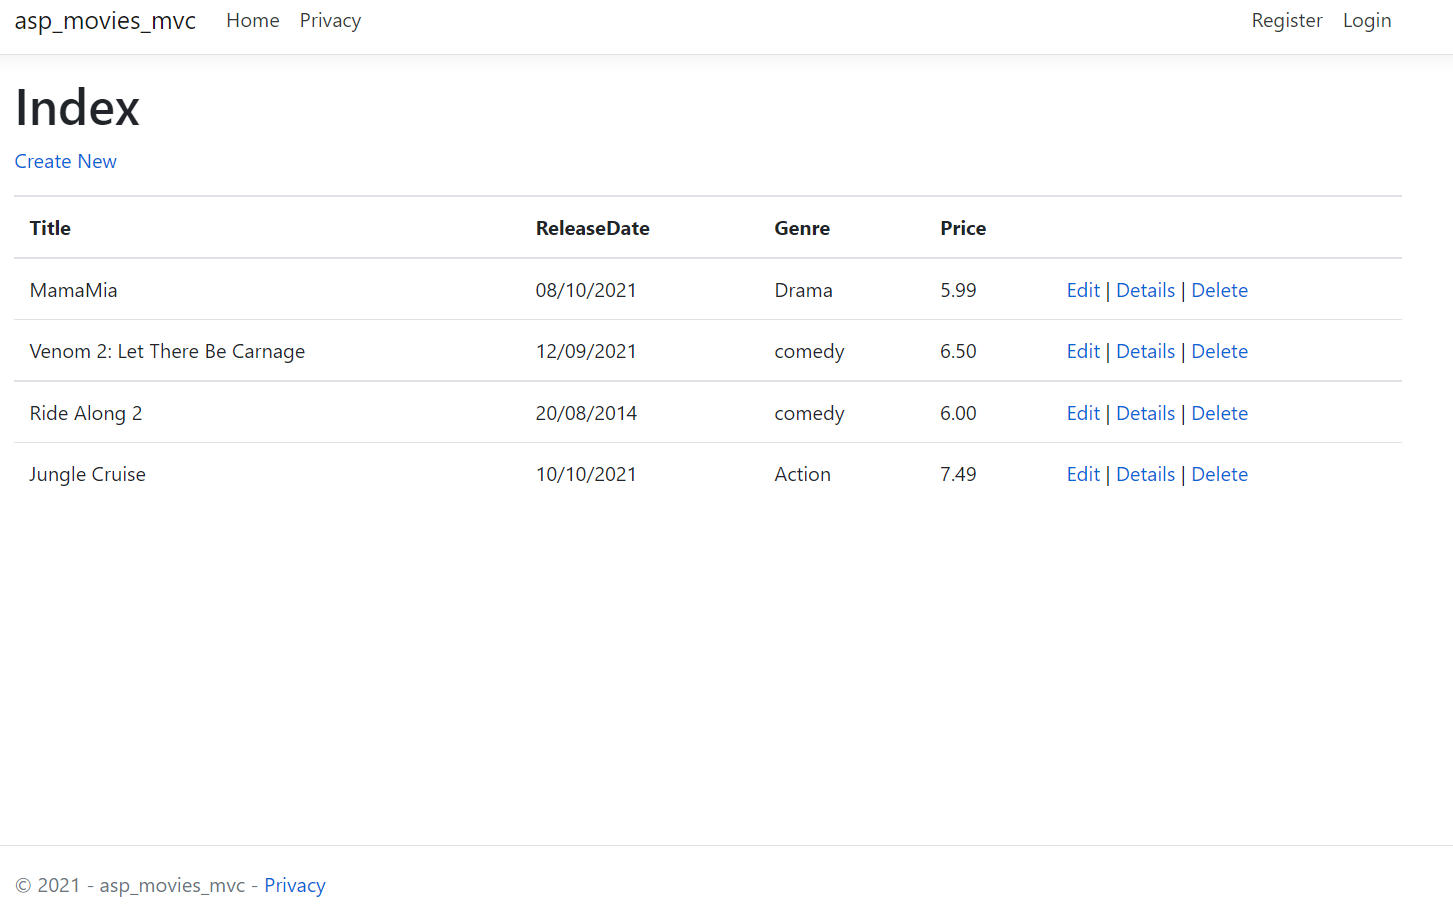 asp_movies_mvc Home Privacy Register Login
Index
Create New
Title ReleaseDate Genre Price
MamaMia 08/10/2021 Drama 5.99 Edit | Details | Delete
Venom 2: Let There Be Carnage 12/09/2021 comedy 6.50 Edit | Details | Delete
Ride Along 2 20/08/2014 comedy 6.00 Edit | Details | Delete
Jungle Cruise 10/10/2021 Action 7.49 Edit | Details | Delete
© 2021 - asp_movies_mvc - Privacy